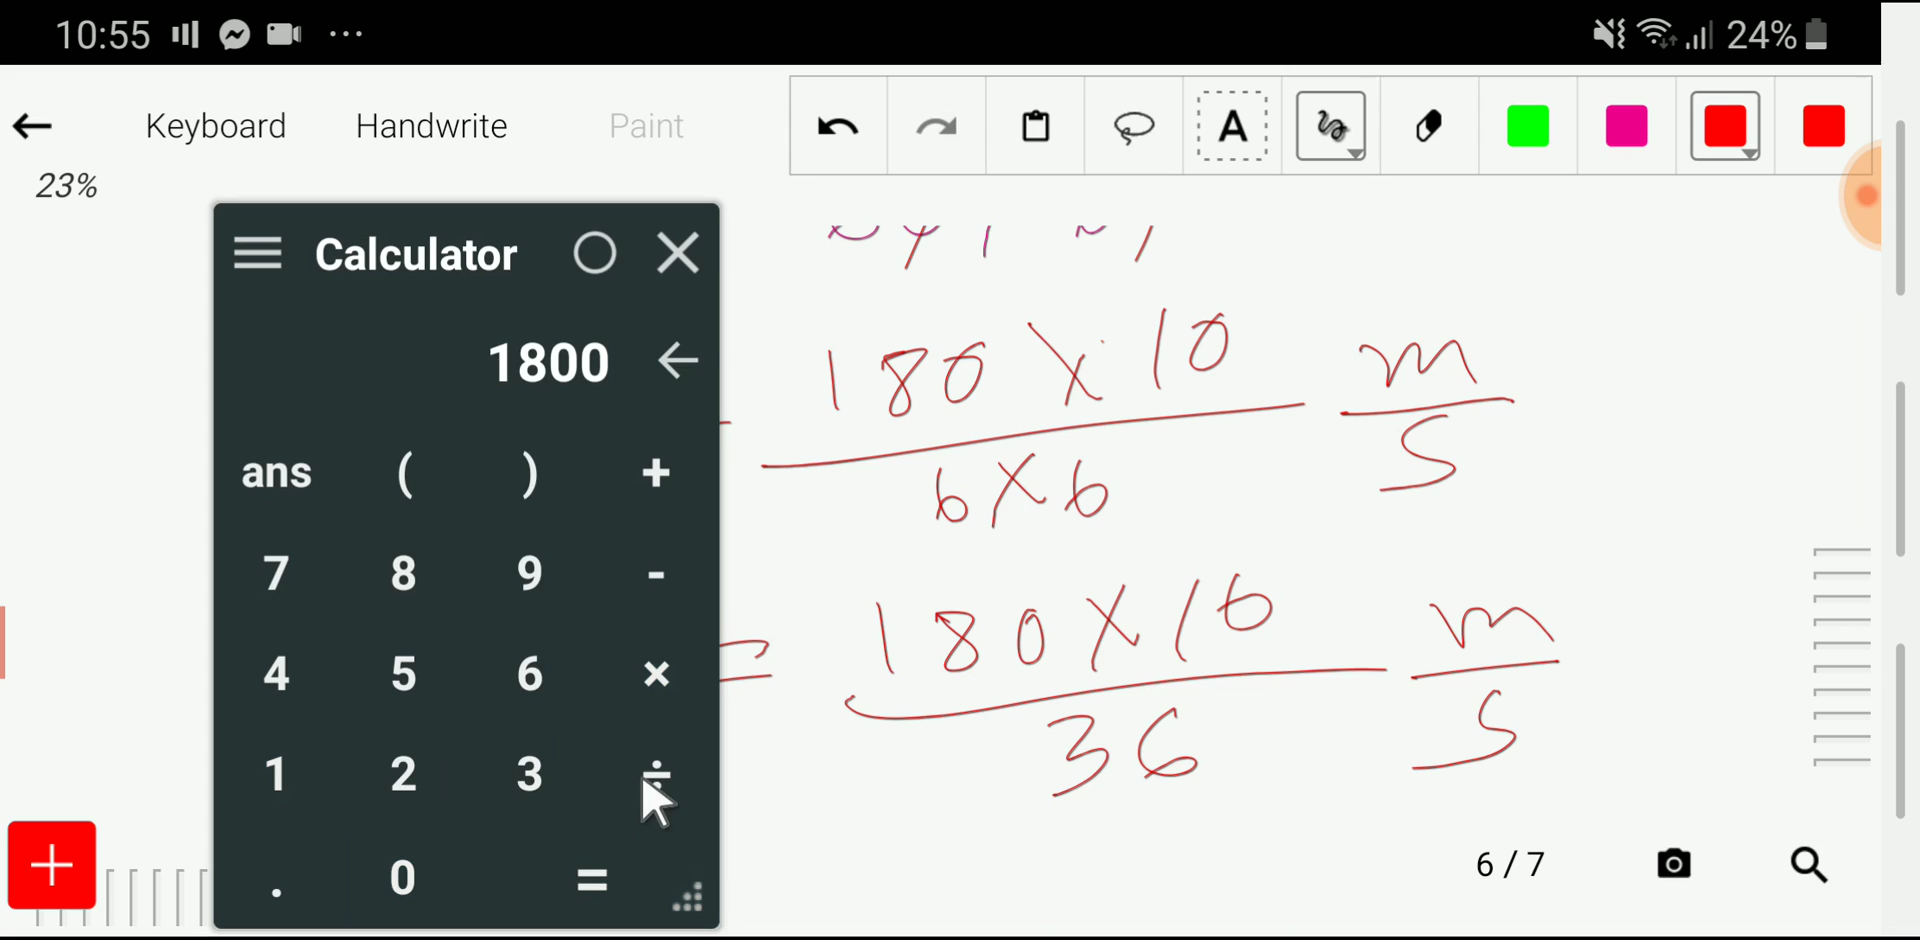 10:55 ... 24%
Keyboard Handwrite Paint A
23%
Calculator
1800
ans ( ) +
7 8 9 -
4 5 6 ×
1 2 3 ÷
. 0 =
180 X 10 m
6 X 6 S
= 180 X 10 m
36 S
6 / 7